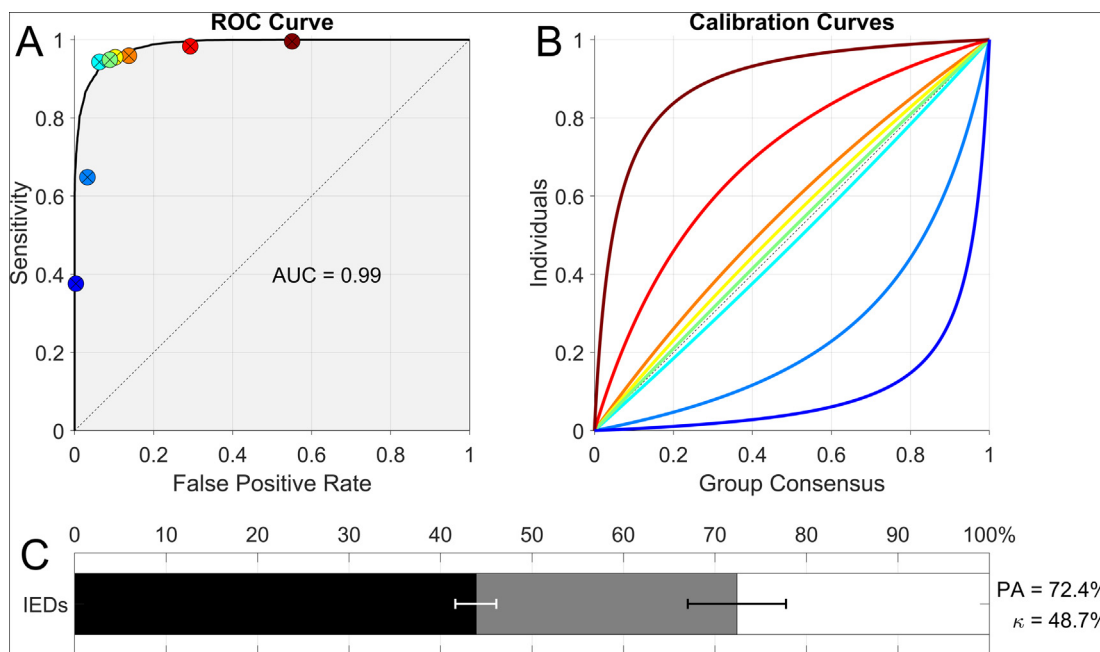 A
ROC Curve
1
0.8
0.6
0.4
0.2
0
Sensitivity
AUC = 0.99
0 0.2 0.4 0.6 0.8 1
False Positive Rate
B
Calibration Curves
1
0.8
0.6
0.4
0.2
0
Individuals
0 0.2 0.4 0.6 0.8 1
Group Consensus
C
0 10 20 30 40 50 60 70 80 90 100%
IEDs
PA = 72.4%
κ = 48.7%